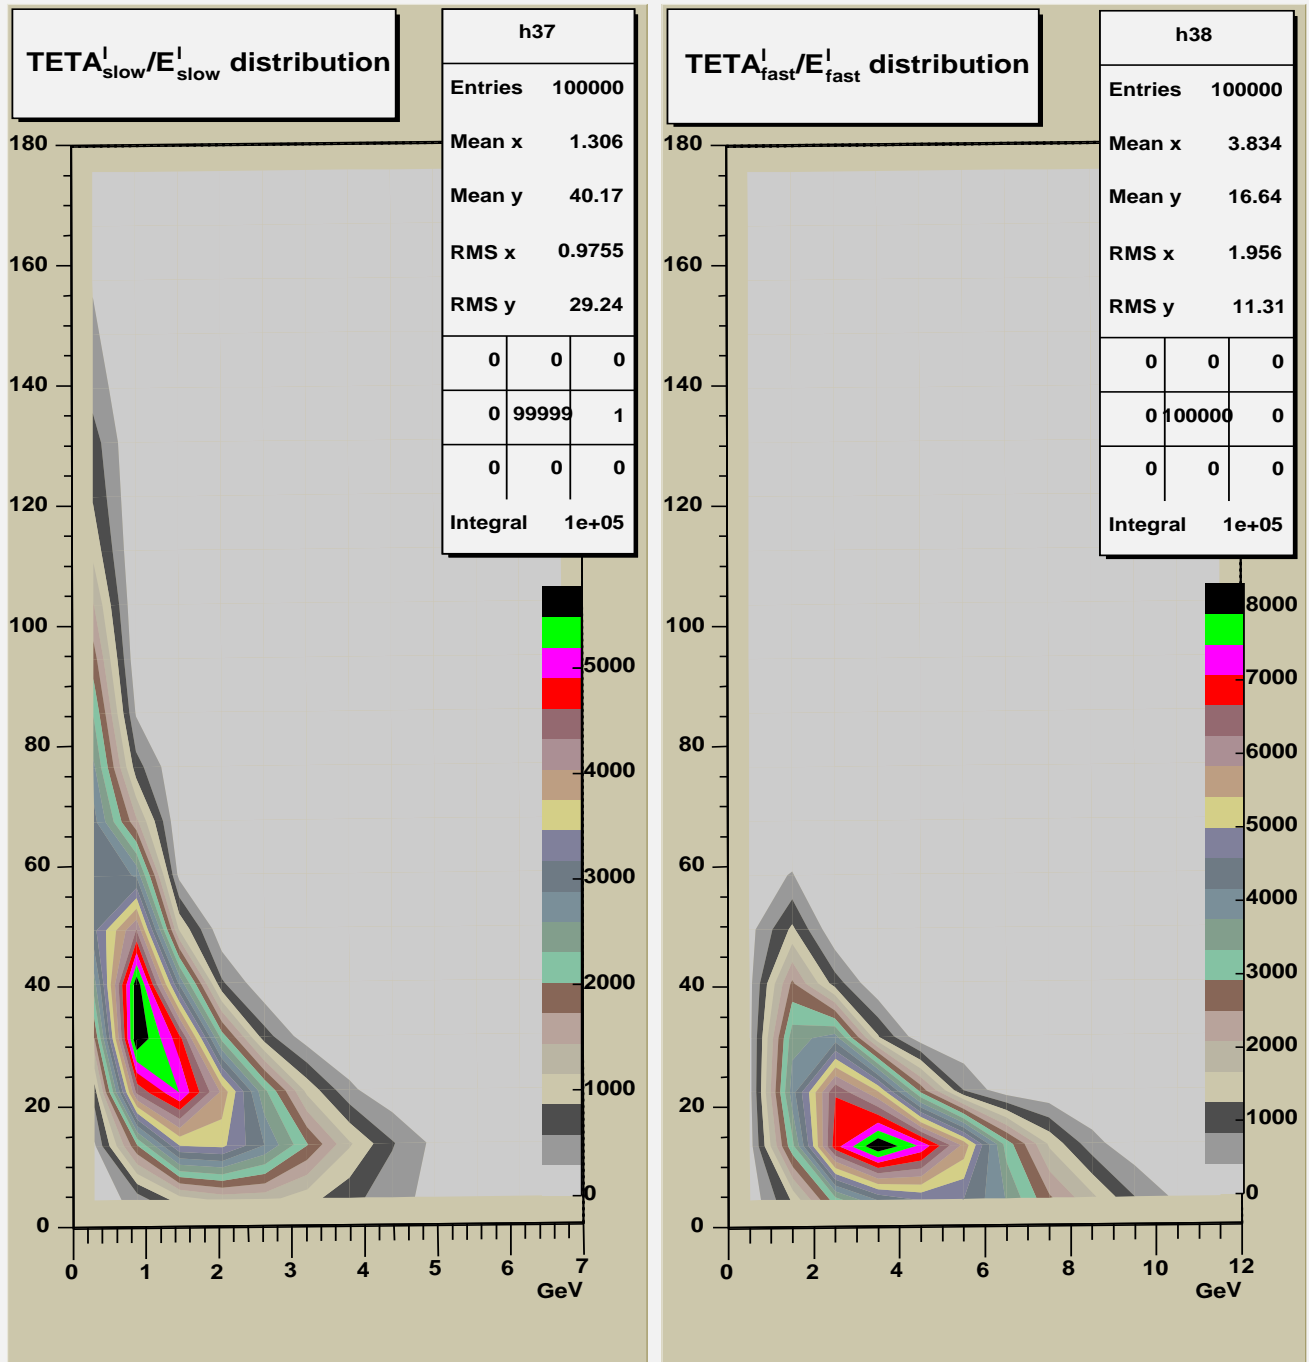 TETA^l_slow/E^l_slow distribution
h37
Entries 100000
Mean x 1.306
Mean y 40.17
RMS x 0.9755
RMS y 29.24
0 0 0
0 99999 1
0 0 0
Integral 1e+05
180
160
140
120
100
80
60
40
20
0
5000
4000
3000
2000
1000
0
0 1 2 3 4 5 6 7
GeV
TETA^l_fast/E^l_fast distribution
h38
Entries 100000
Mean x 3.834
Mean y 16.64
RMS x 1.956
RMS y 11.31
0 0 0
0 100000 0
0 0 0
Integral 1e+05
180
160
140
120
100
80
60
40
20
0
8000
7000
6000
5000
4000
3000
2000
1000
0
0 2 4 6 8 10 12
GeV